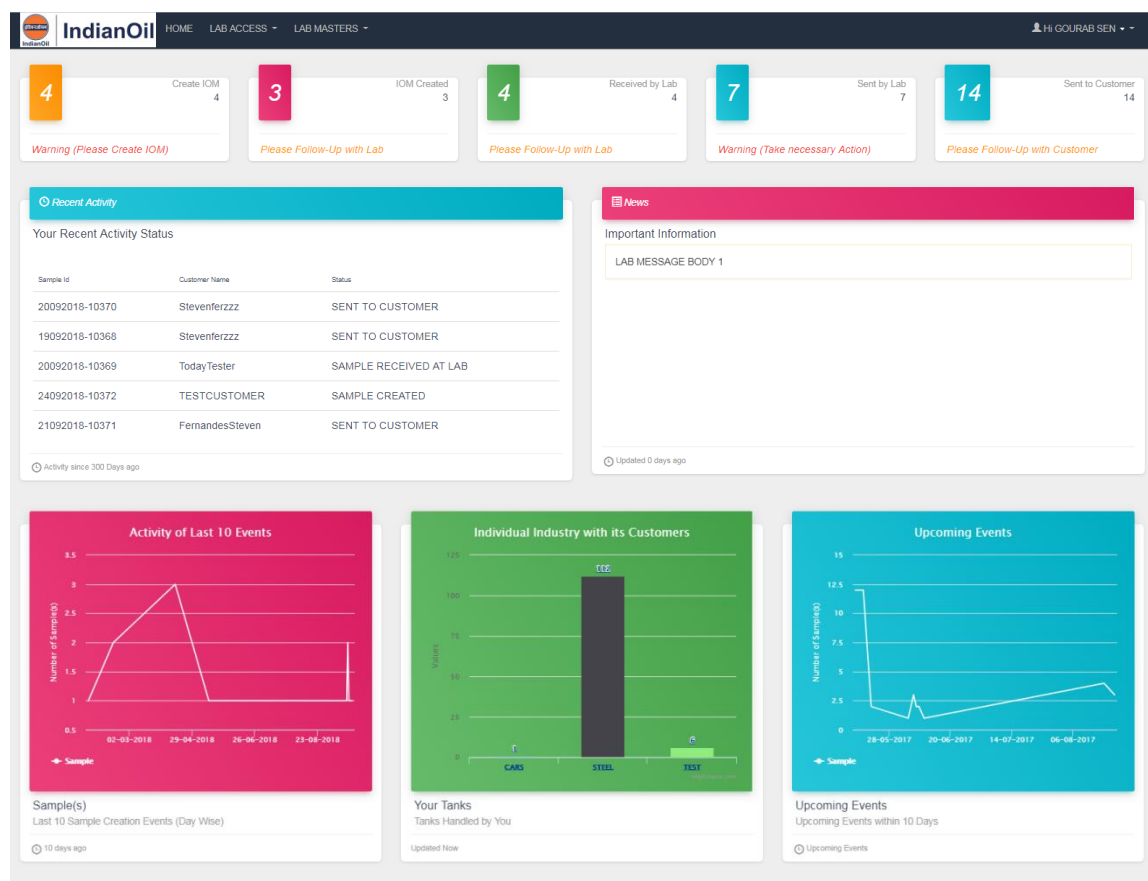 IndianOil
IndianOil
HOME LAB ACCESS LAB MASTERS
Hi GOURAB SEN
4
Create IOM
4
Warning (Please Create IOM)
3
IOM Created
3
Please Follow-Up with Lab
4
Received by Lab
4
Please Follow-Up with Lab
7
Sent by Lab
7
Warning (Take necessary Action)
14
Sent to Customer
14
Please Follow-Up with Customer
Recent Activity
Your Recent Activity Status
Sample Id Customer Name Status
20092018-10370 Stevenferzzz SENT TO CUSTOMER
19092018-10368 Stevenferzzz SENT TO CUSTOMER
20092018-10369 TodayTester SAMPLE RECEIVED AT LAB
24092018-10372 TESTCUSTOMER SAMPLE CREATED
21092018-10371 FernandesSteven SENT TO CUSTOMER
Activity since 300 Days ago
News
Important Information
LAB MESSAGE BODY 1
Updated 0 days ago
Activity of Last 10 Events
Number of Sample(s)
3.5
3
2.5
2
1.5
1
0.5
02-03-2018 29-04-2018 26-06-2018 23-08-2018
Sample
Sample(s)
Last 10 Sample Creation Events (Day Wise)
10 days ago
Individual Industry with its Customers
Values
125
100
75
50
25
0
1
112
6
CARS STEEL TEST
Your Tanks
Tanks Handled by You
Updated Now
Upcoming Events
Number of Sample(s)
15
12.5
10
7.5
5
2.5
0
28-05-2017 20-06-2017 14-07-2017 06-08-2017
Sample
Upcoming Events
Upcoming Events within 10 Days
Upcoming Events